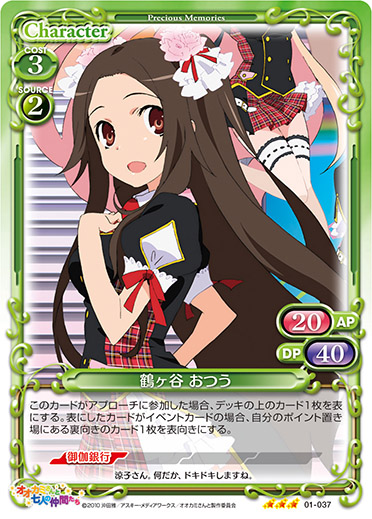 Precious Memories
Character
COST
3
SOURCE
2
20 AP
DP 40
鶴ヶ谷 おつう
このカードがアプローチに参加した場合、デッキの上のカード1枚を表
にする。表にしたカードがイベントカードの場合、自分のポイント置き
場にある裏向きのカード1枚を表向きにする。
御伽銀行
涼子さん。何だか、ドキドキしますね。
オオカミさんと七人の仲間たち
©2010 沖田雅/アスキー・メディアワークス/オオカミさんと製作委員会
01-037